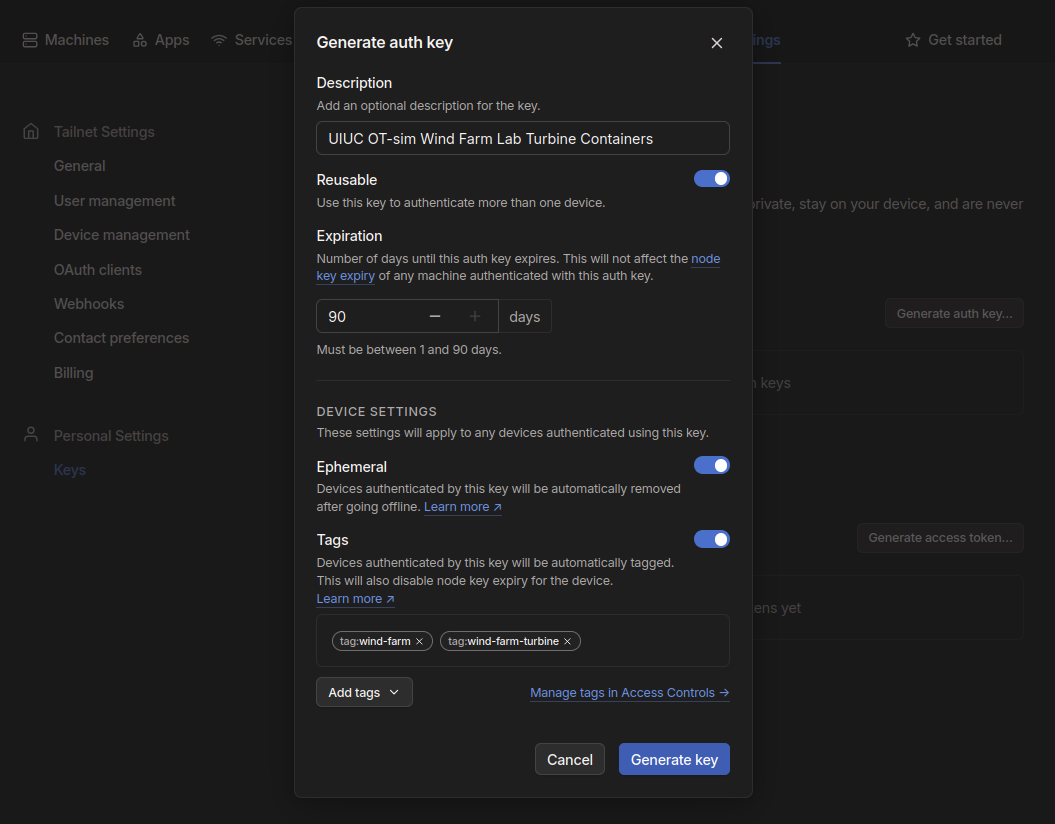 Machines
Apps
Services
ings
Get started
Tailnet Settings
General
User management
Device management
OAuth clients
Webhooks
Contact preferences
Billing
Personal Settings
Keys
Generate auth key
Description
Add an optional description for the key.
UIUC OT-sim Wind Farm Lab Turbine Containers
Reusable
Use this key to authenticate more than one device.
Expiration
Number of days until this auth key expires. This will not affect the node
key expiry of any machine authenticated with this auth key.
90 − + days
Must be between 1 and 90 days.
DEVICE SETTINGS
These settings will apply to any devices authenticated using this key.
Ephemeral
Devices authenticated by this key will be automatically removed
after going offline. Learn more ↗
Tags
Devices authenticated by this key will be automatically tagged.
This will also disable node key expiry for the device.
Learn more ↗
tag:wind-farm × tag:wind-farm-turbine ×
Add tags
Manage tags in Access Controls →
Cancel
Generate key
private, stay on your device, and are never
Generate auth key...
keys
Generate access token...
ens yet